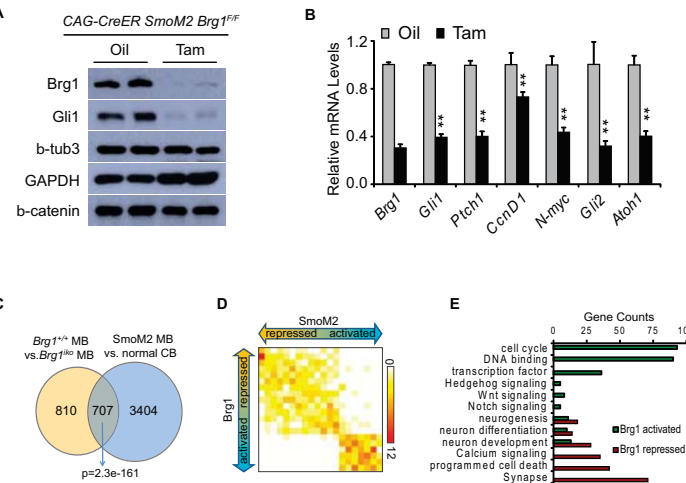 A
CAG-CreER SmoM2 Brg1F/F
Oil Tam
Brg1
Gli1
b-tub3
GAPDH
b-catenin
B
Oil Tam
Relative mRNA Levels
1.2
0.8
0.4
0.0
** ** ** ** ** **
Brg1 Gli1 Ptch1 CcnD1 N-myc Gli2 Atoh1
C
Brg1+/+ MB
vs.Brg1iko MB
SmoM2 MB
vs. normal CB
810 707 3404
p=2.3e-161
D
SmoM2
repressed activated
Brg1
activated repressed
0
12
E
Gene Counts
0 25 50 75 100
cell cycle
DNA binding
transcription factor
Hedgehog signaling
Wnt signaling
Notch signaling
neurogenesis
neuron differentiation
neuron development
Calcium signaling
programmed cell death
Synapse
Brg1 activated
Brg1 repressed